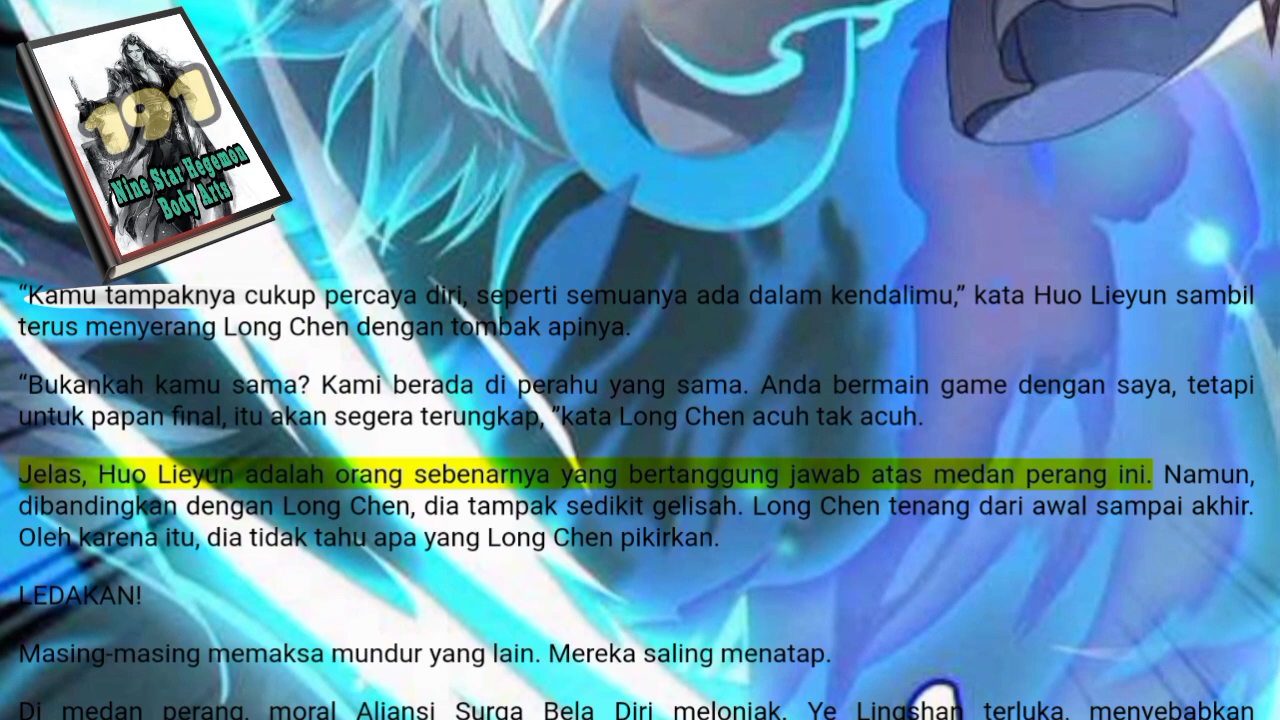 191
Nine Star Hegemon
Body Arts
“Kamu tampaknya cukup percaya diri, seperti semuanya ada dalam kendalimu,” kata Huo Lieyun sambil
terus menyerang Long Chen dengan tombak apinya.
“Bukankah kamu sama? Kami berada di perahu yang sama. Anda bermain game dengan saya, tetapi
untuk papan final, itu akan segera terungkap, ”kata Long Chen acuh tak acuh.
Jelas, Huo Lieyun adalah orang sebenarnya yang bertanggung jawab atas medan perang ini. Namun,
dibandingkan dengan Long Chen, dia tampak sedikit gelisah. Long Chen tenang dari awal sampai akhir.
Oleh karena itu, dia tidak tahu apa yang Long Chen pikirkan.
LEDAKAN!
Masing-masing memaksa mundur yang lain. Mereka saling menatap.
Di medan perang, moral Aliansi Surga Bela Diri melonjak. Ye Lingshan terluka, menyebabkan